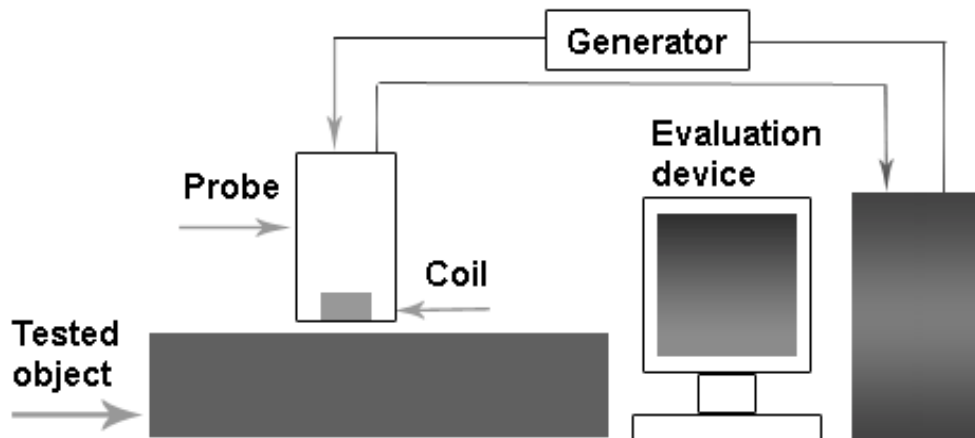 Generator
Evaluation
device
Probe
Coil
Tested
object